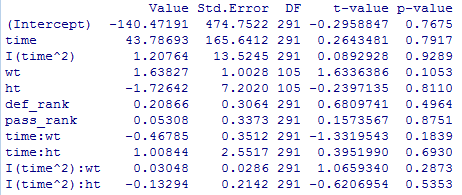 Value Std.Error DF t-value p-value
(Intercept) -140.47191 474.7522 291 -0.2958847 0.7675
time 43.78693 165.6412 291 0.2643481 0.7917
I(time^2) 1.20764 13.5245 291 0.0892928 0.9289
wt 1.63827 1.0028 105 1.6336386 0.1053
ht -1.72642 7.2020 105 -0.2397135 0.8110
def_rank 0.20866 0.3064 291 0.6809741 0.4964
pass_rank 0.05308 0.3373 291 0.1573567 0.8751
time:wt -0.46785 0.3512 291 -1.3319543 0.1839
time:ht 1.00844 2.5517 291 0.3951990 0.6930
I(time^2):wt 0.03048 0.0286 291 1.0659340 0.2873
I(time^2):ht -0.13294 0.2142 291 -0.6206954 0.5353